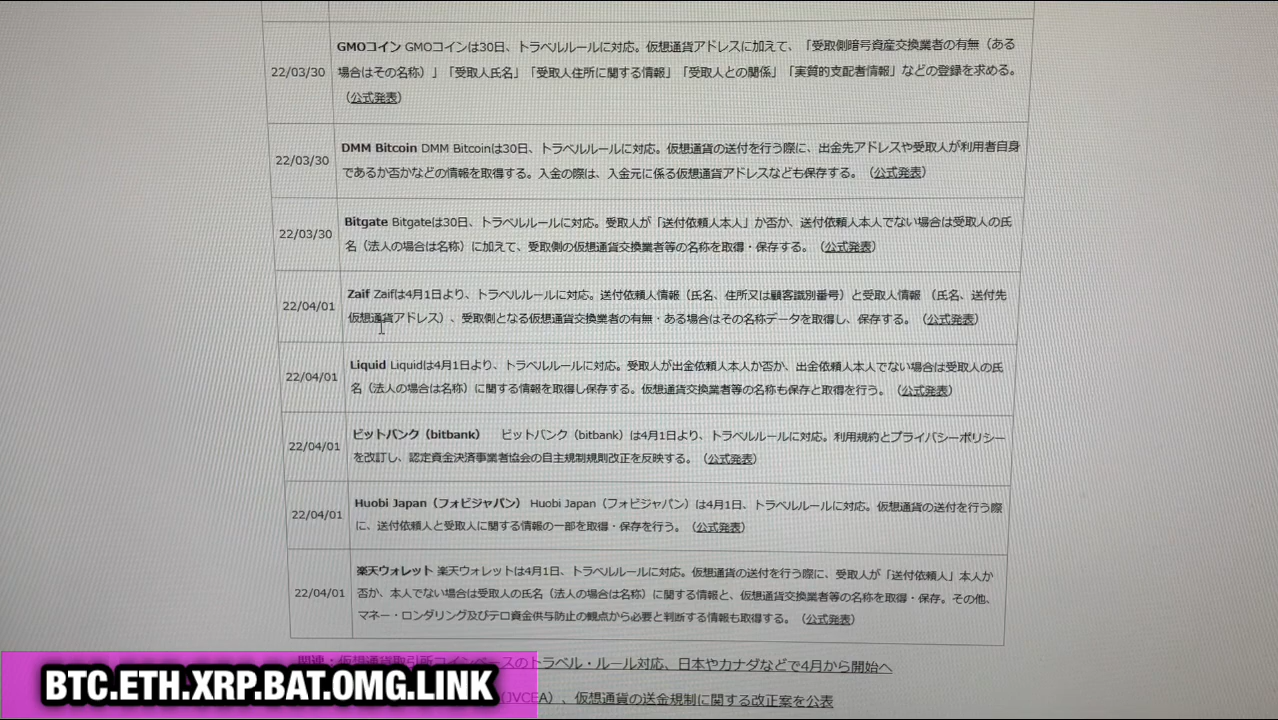 GMOコイン GMOコインは30日、トラベルルールに対応。仮想通貨アドレスに加えて、「受取側暗号資産交換業者の有無（ある
22/03/30
場合はその名称）」「受取人氏名」「受取人住所に関する情報」「受取人との関係」「実質的支配者情報」などの登録を求める。
（公式発表）
DMM Bitcoin DMM Bitcoinは30日、トラベルルールに対応。仮想通貨の送付を行う際に、出金先アドレスや受取人が利用者自身
22/03/30
であるか否かなどの情報を取得する。入金の際は、入金元に係る仮想通貨アドレスなども保存する。（公式発表）
Bitgate Bitgateは30日、トラベルルールに対応。受取人が「送付依頼人本人」か否か、送付依頼人本人でない場合は受取人の氏
22/03/30
名（法人の場合は名称）に加えて、受取側の仮想通貨交換業者等の名称を取得・保存する。（公式発表）
Zaif Zaifは4月1日より、トラベルルールに対応。送付依頼人情報（氏名、住所又は顧客識別番号）と受取人情報 （氏名、送付先
22/04/01
仮想通貨アドレス）、受取側となる仮想通貨交換業者の有無・ある場合はその名称データを取得し、保存する。（公式発表）
Liquid Liquidは4月1日より、トラベルルールに対応。受取人が出金依頼人本人か否か、出金依頼人本人でない場合は受取人の氏
22/04/01
名（法人の場合は名称）に関する情報を取得し保存する。仮想通貨交換業者等の名称も保存と取得を行う。（公式発表）
ビットバンク（bitbank） ビットバンク（bitbank）は4月1日より、トラベルルールに対応。利用規約とプライバシーポリシー
22/04/01
を改訂し、認定資金決済事業者協会の自主規制規則改正を反映する。（公式発表）
Huobi Japan（フォビジャパン） Huobi Japan（フォビジャパン）は4月1日、トラベルルールに対応。仮想通貨の送付を行う際
22/04/01
に、送付依頼人と受取人に関する情報の一部を取得・保存を行う。（公式発表）
楽天ウォレット 楽天ウォレットは4月1日、トラベルルールに対応。仮想通貨の送付を行う際に、受取人が「送付依頼人」本人か
22/04/01
否か、本人でない場合は受取人の氏名（法人の場合は名称）に関する情報と、仮想通貨交換業者等の名称を取得・保存。その他、
マネー・ロンダリング及びテロ資金供与防止の観点から必要と判断する情報も取得する。（公式発表）
関連：仮想通貨取引所コインベースのトラベル・ルール対応、日本やカナダなどで4月から開始へ
（JVCEA）、仮想通貨の送金規制に関する改正案を公表
BTC.ETH.XRP.BAT.OMG.LINK